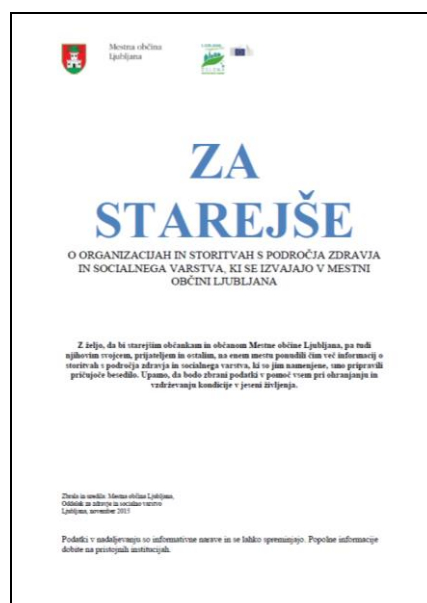 Mestna občina
Ljubljana
ZA
STAREJŠE
O ORGANIZACIJAH IN STORITVAH S PODROČJA ZDRAVJA
IN SOCIALNEGA VARSTVA, KI SE IZVAJAJO V MESTNI
OBČINI LJUBLJANA
Z željo, da bi starejšim občankam in občanom Mestne občine Ljubljana, pa tudi
njihovim svojcem, prijateljem in ostalim, na enem mestu ponudili čim več informacij o
storitvah s področja zdravja in socialnega varstva, ki so jim namenjene, smo pripravili
pričujoče besedilo. Upamo, da bodo zbrani podatki v pomoč vsem pri ohranjanju in
vzdrževanju kondicije v jeseni življenja.
Zbrala in uredila: Mestna občina Ljubljana,
Oddelek za zdravje in socialno varstvo
Ljubljana, november 2015
Podatki v nadaljevanju so informativne narave in se lahko spreminjajo. Popolne informacije
dobite na pristojnih institucijah.